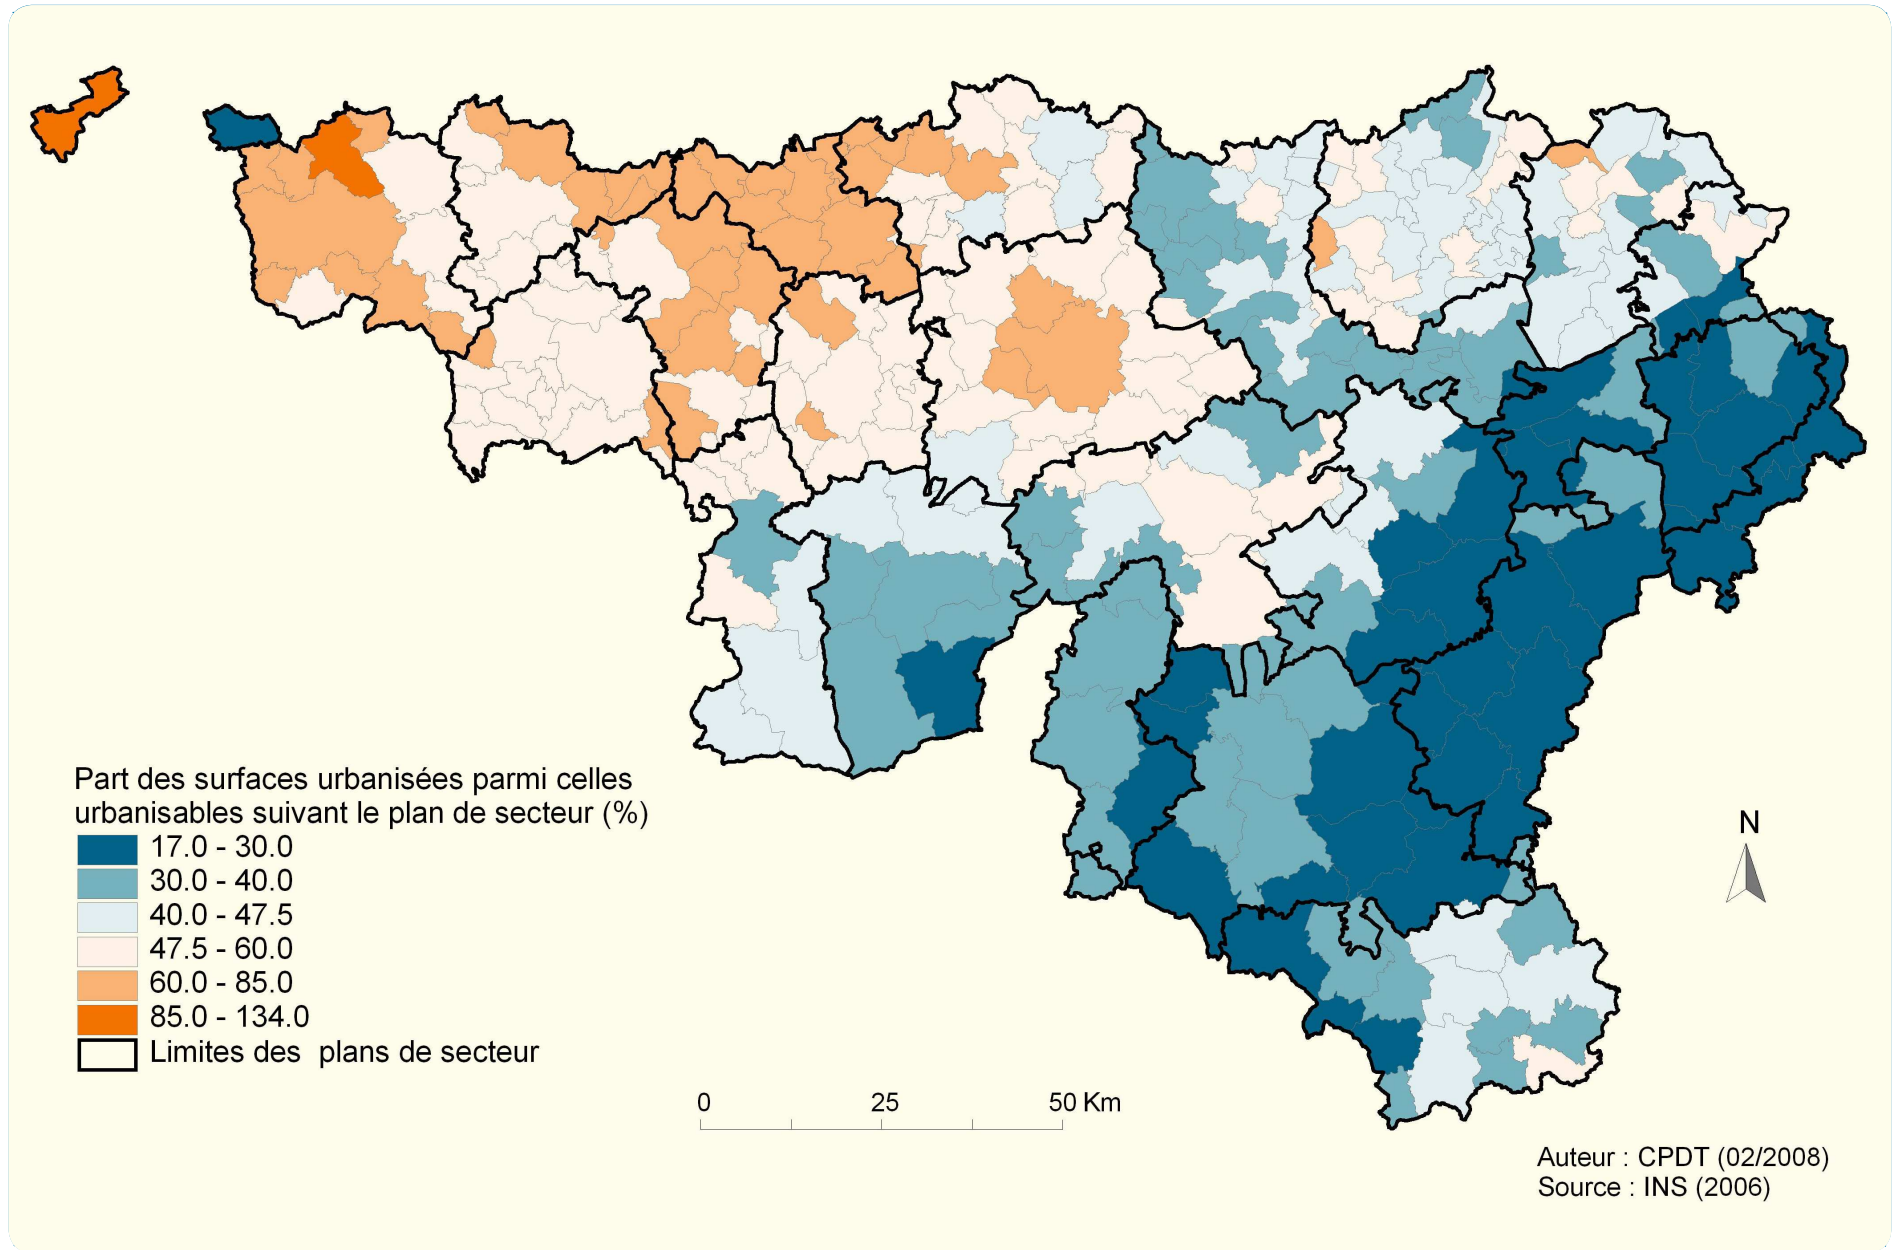 Part des surfaces urbanisées parmi celles
urbanisables suivant le plan de secteur (%)
17.0 - 30.0
30.0 - 40.0
40.0 - 47.5
47.5 - 60.0
60.0 - 85.0
85.0 - 134.0
Limites des plans de secteur
N
0 25 50 Km
Auteur : CPDT (02/2008)
Source : INS (2006)